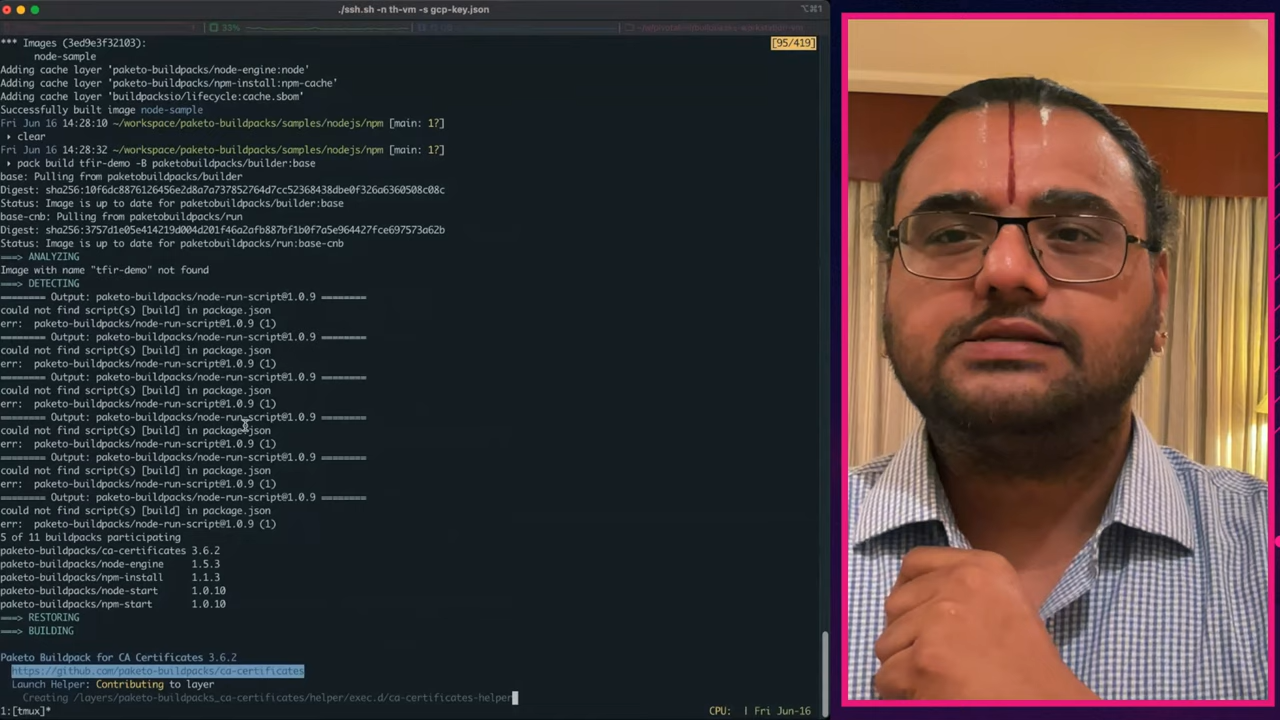 ./ssh.sh -n th-vm -s gcp-key.json
⌥⌘1
33%
[95/419]
*** Images (3ed9e3f32103):
node-sample
Adding cache layer 'paketo-buildpacks/node-engine:node'
Adding cache layer 'paketo-buildpacks/npm-install:npm-cache'
Adding cache layer 'buildpacksio/lifecycle:cache.sbom'
Successfully built image node-sample
Fri Jun 16 14:28:10 ~/workspace/paketo-buildpacks/samples/nodejs/npm [main: 1?]
‣ clear
Fri Jun 16 14:28:32 ~/workspace/paketo-buildpacks/samples/nodejs/npm [main: 1?]
‣ pack build tfir-demo -B paketobuildpacks/builder:base
base: Pulling from paketobuildpacks/builder
Digest: sha256:10f6dc8876126456e2d8a7a737852764d7cc52368438dbe0f326a6360508c08c
Status: Image is up to date for paketobuildpacks/builder:base
base-cnb: Pulling from paketobuildpacks/run
Digest: sha256:3757d1e05e414219d004d201f46a2afb887bf1b0f7a5e964427fce697573a62b
Status: Image is up to date for paketobuildpacks/run:base-cnb
===> ANALYZING
Image with name "tfir-demo" not found
===> DETECTING
======== Output: paketo-buildpacks/node-run-script@1.0.9 ========
could not find script(s) [build] in package.json
err:  paketo-buildpacks/node-run-script@1.0.9 (1)
======== Output: paketo-buildpacks/node-run-script@1.0.9 ========
could not find script(s) [build] in package.json
err:  paketo-buildpacks/node-run-script@1.0.9 (1)
======== Output: paketo-buildpacks/node-run-script@1.0.9 ========
could not find script(s) [build] in package.json
err:  paketo-buildpacks/node-run-script@1.0.9 (1)
======== Output: paketo-buildpacks/node-run-script@1.0.9 ========
could not find script(s) [build] in package.json
err:  paketo-buildpacks/node-run-script@1.0.9 (1)
======== Output: paketo-buildpacks/node-run-script@1.0.9 ========
could not find script(s) [build] in package.json
err:  paketo-buildpacks/node-run-script@1.0.9 (1)
======== Output: paketo-buildpacks/node-run-script@1.0.9 ========
could not find script(s) [build] in package.json
err:  paketo-buildpacks/node-run-script@1.0.9 (1)
5 of 11 buildpacks participating
paketo-buildpacks/ca-certificates 3.6.2
paketo-buildpacks/node-engine 1.5.3
paketo-buildpacks/npm-install 1.1.3
paketo-buildpacks/node-start 1.0.10
paketo-buildpacks/npm-start 1.0.10
===> RESTORING
===> BUILDING
Paketo Buildpack for CA Certificates 3.6.2
https://github.com/paketo-buildpacks/ca-certificates
Launch Helper: Contributing to layer
Creating /layers/paketo-buildpacks_ca-certificates/helper/exec.d/ca-certificates-helper
1:[tmux]* CPU: | Fri Jun-16